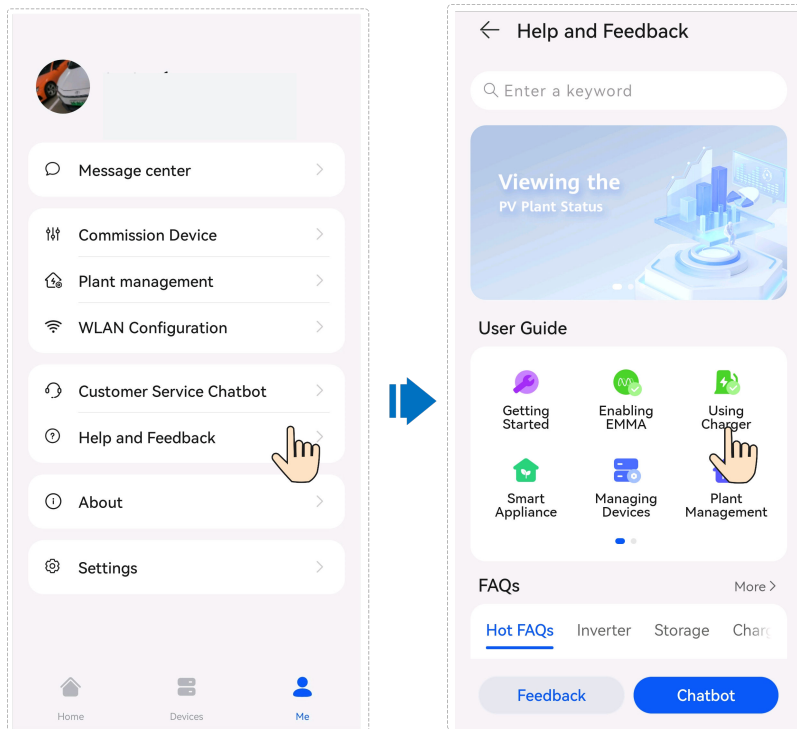 Message center
Commission Device
Plant management
WLAN Configuration
Customer Service Chatbot
Help and Feedback
About
Settings
Home
Devices
Me
Help and Feedback
Enter a keyword
Viewing the
PV Plant Status
User Guide
Getting
Started
Enabling
EMMA
Using
Charger
Smart
Appliance
Managing
Devices
Plant
Management
FAQs
More >
Hot FAQs
Inverter
Storage
Feedback
Chatbot